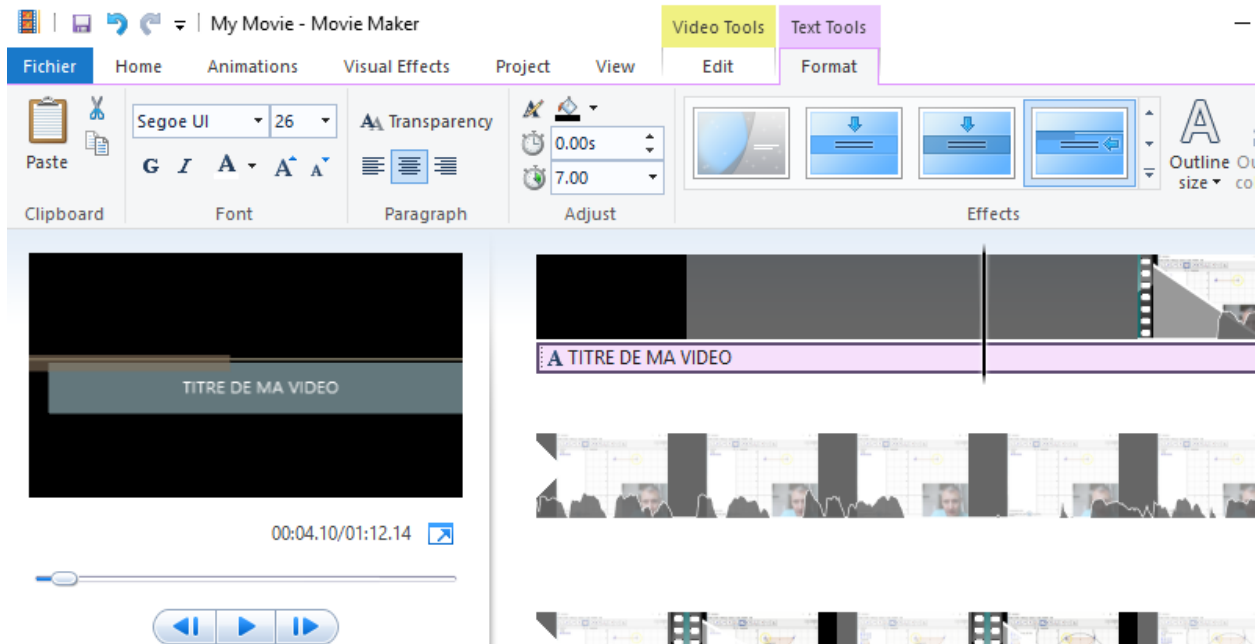 My Movie - Movie Maker
Video Tools
Text Tools
Fichier
Home
Animations
Visual Effects
Project
View
Edit
Format
Paste
Clipboard
Segoe UI
26
G I A A A
Font
Transparency
Paragraph
0.00s
7.00
Adjust
Effects
Outline
size
Ou
co
TITRE DE MA VIDEO
00:04.10/01:12.14
A TITRE DE MA VIDEO